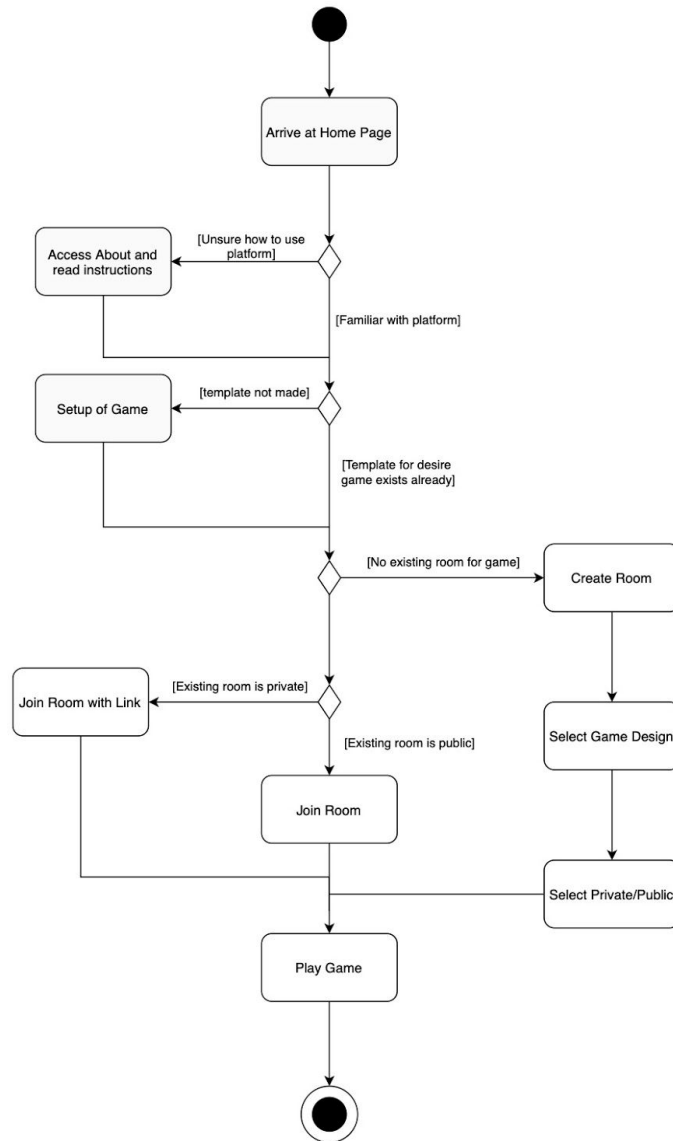 Arrive at Home Page
[Unsure how to use
platform]
Access About and
read instructions
[Familiar with platform]
[template not made]
Setup of Game
[Template for desire
game exists already]
[No existing room for game]
Create Room
[Existing room is private]
Join Room with Link
Select Game Design
[Existing room is public]
Join Room
Select Private/Public
Play Game